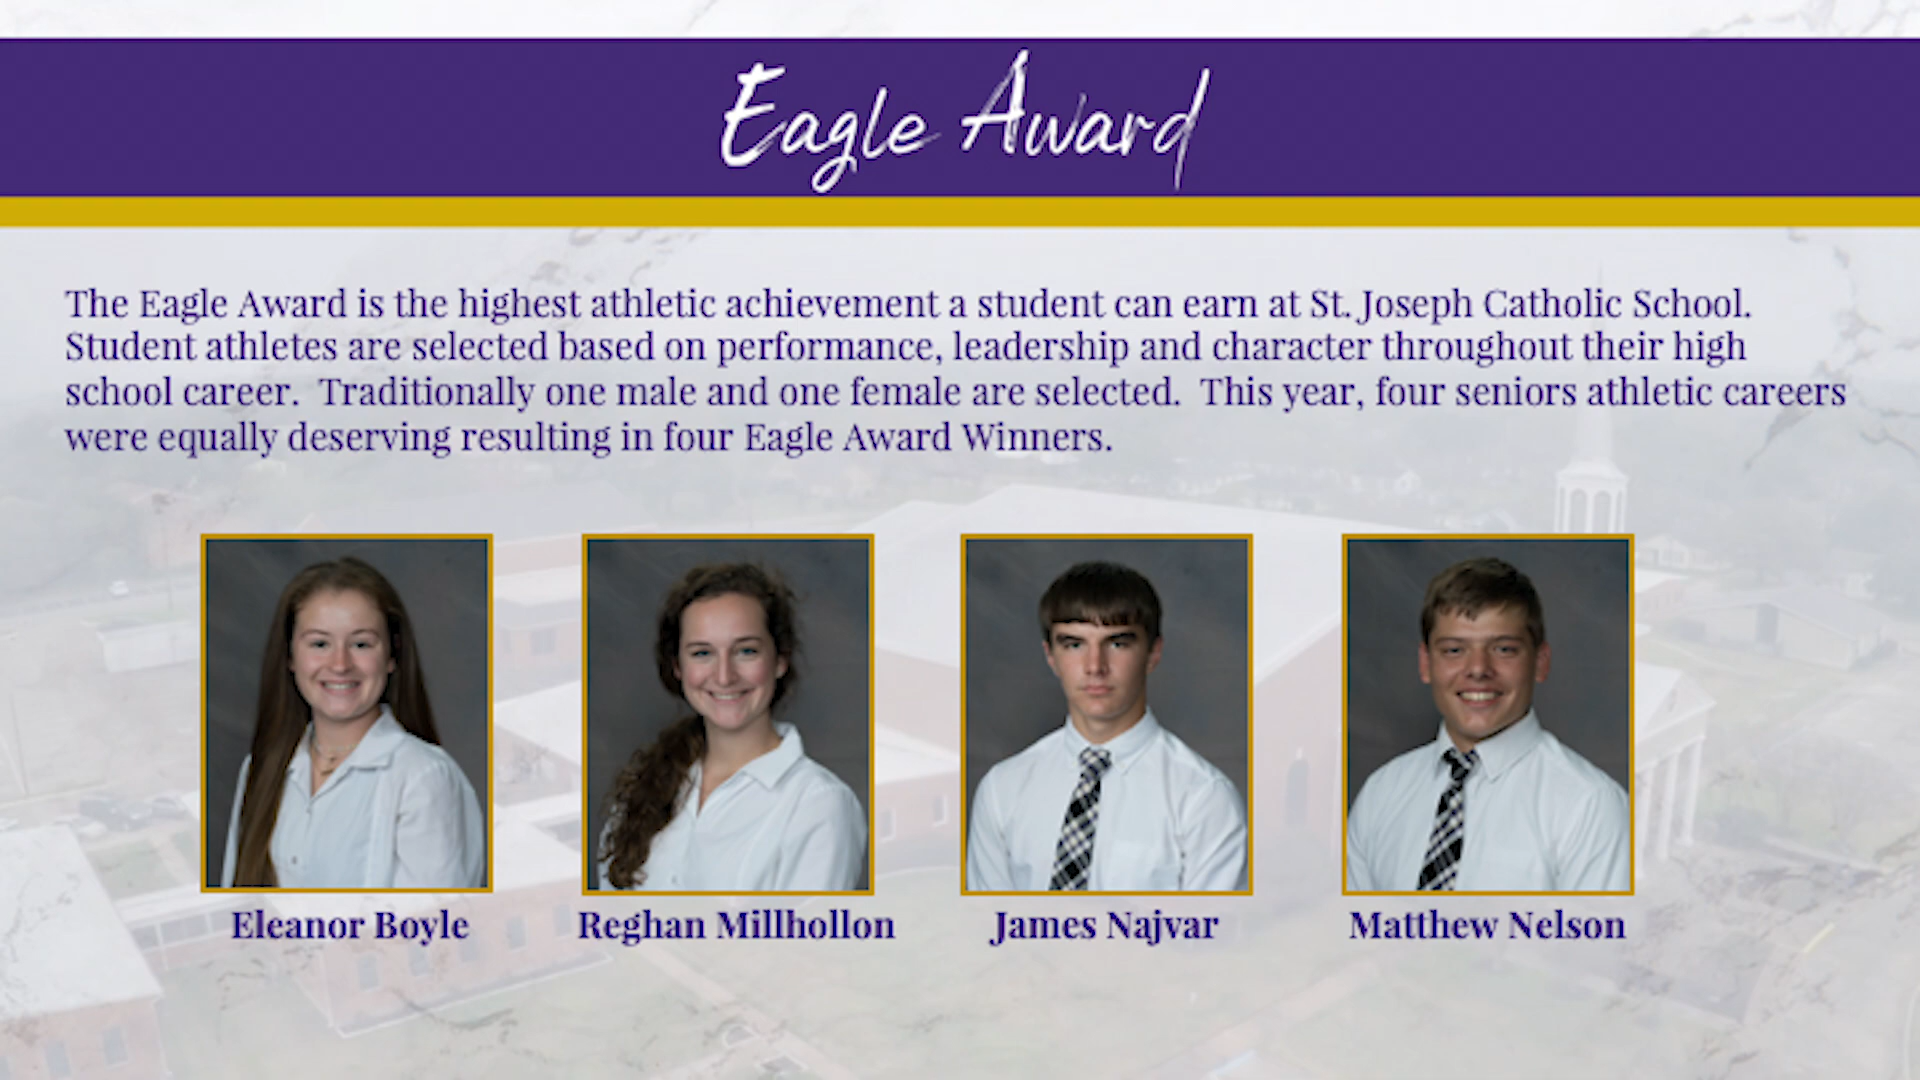 Eagle Award
The Eagle Award is the highest athletic achievement a student can earn at St. Joseph Catholic School.
Student athletes are selected based on performance, leadership and character throughout their high
school career.  Traditionally one male and one female are selected.  This year, four seniors athletic careers
were equally deserving resulting in four Eagle Award Winners.
Eleanor Boyle
Reghan Millhollon
James Najvar
Matthew Nelson